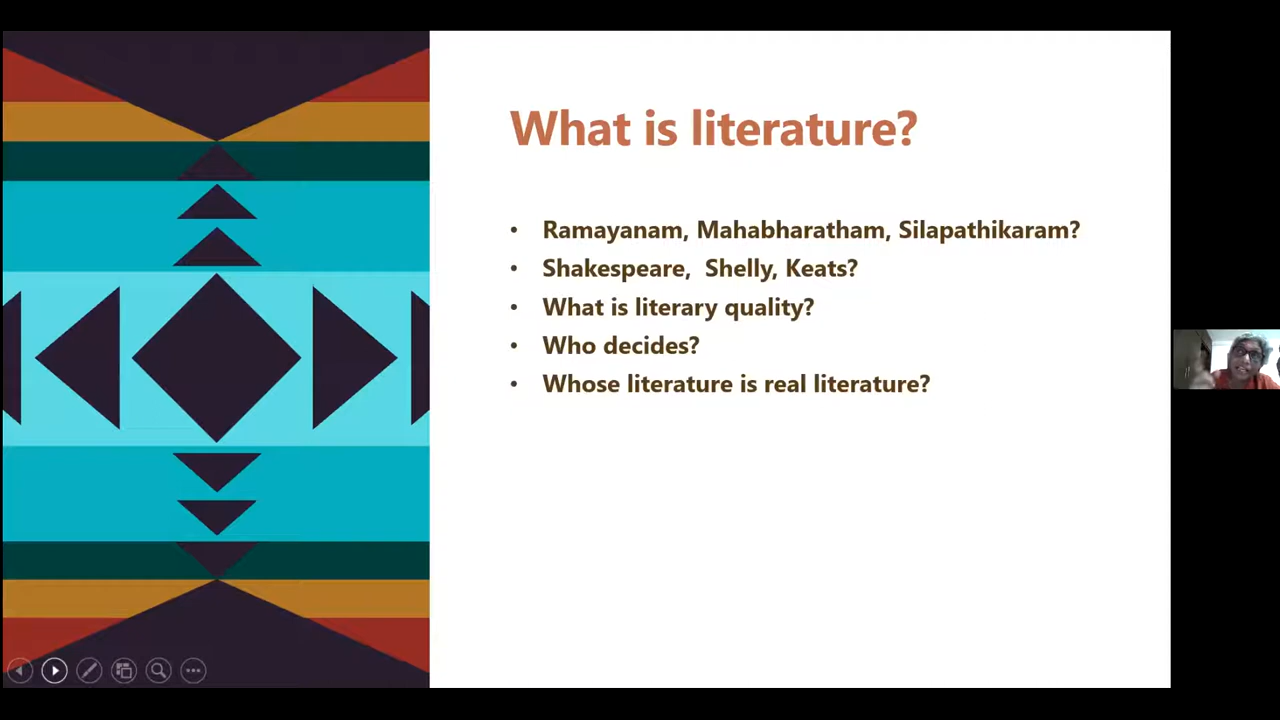 What is literature?
• Ramayanam, Mahabharatham, Silapathikaram?
• Shakespeare, Shelly, Keats?
• What is literary quality?
• Who decides?
• Whose literature is real literature?